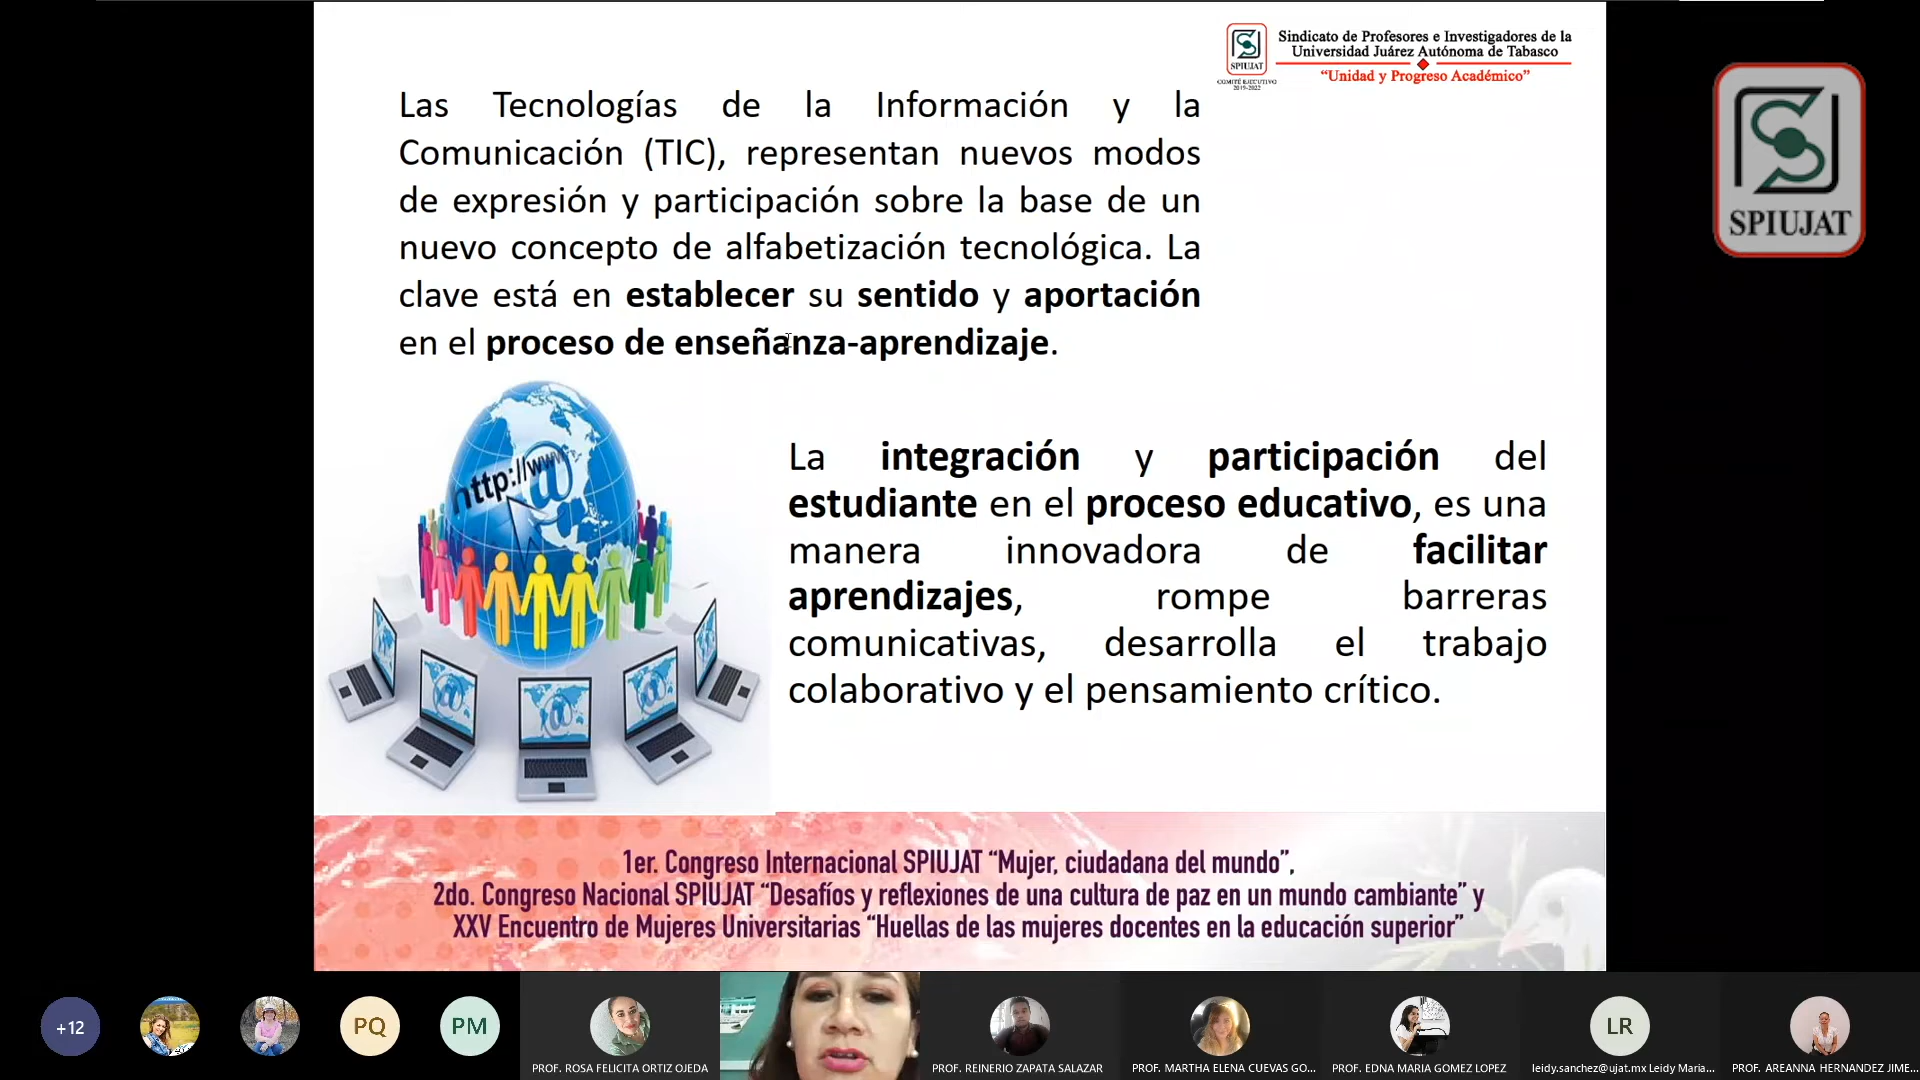 Sindicato de Profesores e Investigadores de la
Universidad Juárez Autónoma de Tabasco
“Unidad y Progreso Académico”
SPIUJAT
COMITÉ EJECUTIVO
2019-2022
SPIUJAT
Las Tecnologías de la Información y la
Comunicación (TIC), representan nuevos modos
de expresión y participación sobre la base de un
nuevo concepto de alfabetización tecnológica. La
clave está en establecer su sentido y aportación
en el proceso de enseñanza-aprendizaje.
http://www.
@
La integración y participación del
estudiante en el proceso educativo, es una
manera innovadora de facilitar
aprendizajes, rompe barreras
comunicativas, desarrolla el trabajo
colaborativo y el pensamiento crítico.
@
@
@
1er. Congreso Internacional SPIUJAT “Mujer, ciudadana del mundo”,
2do. Congreso Nacional SPIUJAT “Desafíos y reflexiones de una cultura de paz en un mundo cambiante” y
XXV Encuentro de Mujeres Universitarias “Huellas de las mujeres docentes en la educación superior”
+12
PQ
PM
LR
PROF. ROSA FELICITA ORTIZ OJEDA
PROF. REINERIO ZAPATA SALAZAR
PROF. MARTHA ELENA CUEVAS GO...
PROF. EDNA MARIA GOMEZ LOPEZ
leidy.sanchez@ujat.mx Leidy Maria...
PROF. AREANNA HERNANDEZ JIME...